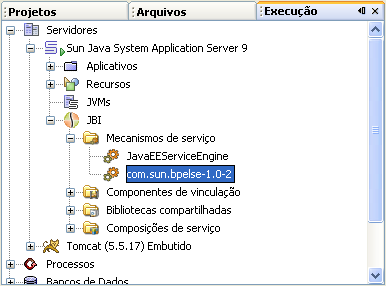 Projetos Arquivos Execução
Servidores
Sun Java System Application Server 9
Aplicativos
Recursos
JVMs
JBI
Mecanismos de serviço
JavaEEServiceEngine
com.sun.bpelse-1.0-2
Componentes de vinculação
Bibliotecas compartilhadas
Composições de serviço
Tomcat (5.5.17) Embutido
Processos
Bancos de Dados